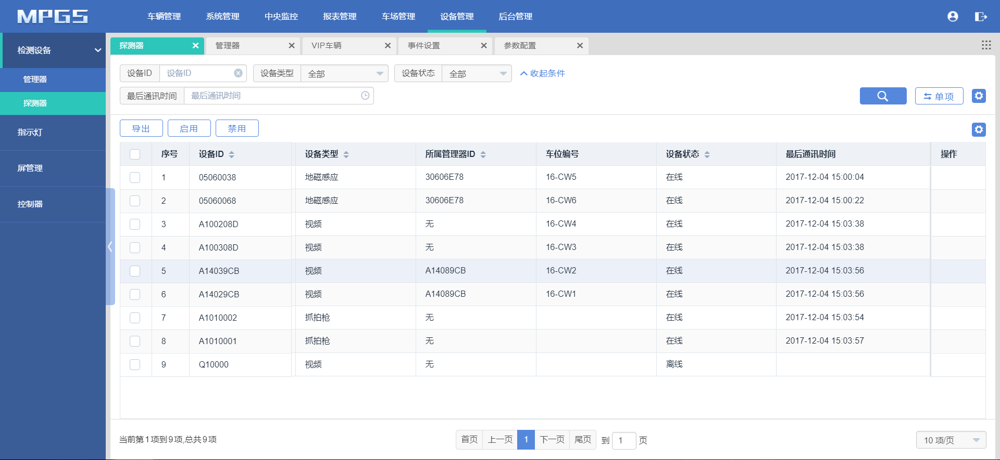 MPGS 车辆管理 系统管理 中央监控 报表管理 车场管理 设备管理 后台管理
检测设备
管理器
探测器
指示灯
屏管理
控制器
探测器 管理器 VIP车辆 事件设置 参数配置
设备ID 设备ID 设备类型 全部 设备状态 全部 收起条件
最后通讯时间 最后通讯时间 单项
导出 启用 禁用
序号 设备ID 设备类型 所属管理器ID 车位编号 设备状态 最后通讯时间 操作
1 05060038 地磁感应 30606E78 16-CW5 在线 2017-12-04 15:00:04
2 05060068 地磁感应 30606E78 16-CW6 在线 2017-12-04 15:00:22
3 A100208D 视频 无 16-CW4 在线 2017-12-04 15:03:38
4 A100308D 视频 无 16-CW3 在线 2017-12-04 15:03:38
5 A14039CB 视频 A14089CB 16-CW2 在线 2017-12-04 15:03:56
6 A14029CB 视频 A14089CB 16-CW1 在线 2017-12-04 15:03:56
7 A1010002 抓拍枪 无 在线 2017-12-04 15:03:54
8 A1010001 抓拍枪 无 在线 2017-12-04 15:03:57
9 Q10000 视频 无 离线
当前第1项到9项,总共9项 首页 上一页 1 下一页 尾页 到 1 页 10 项/页